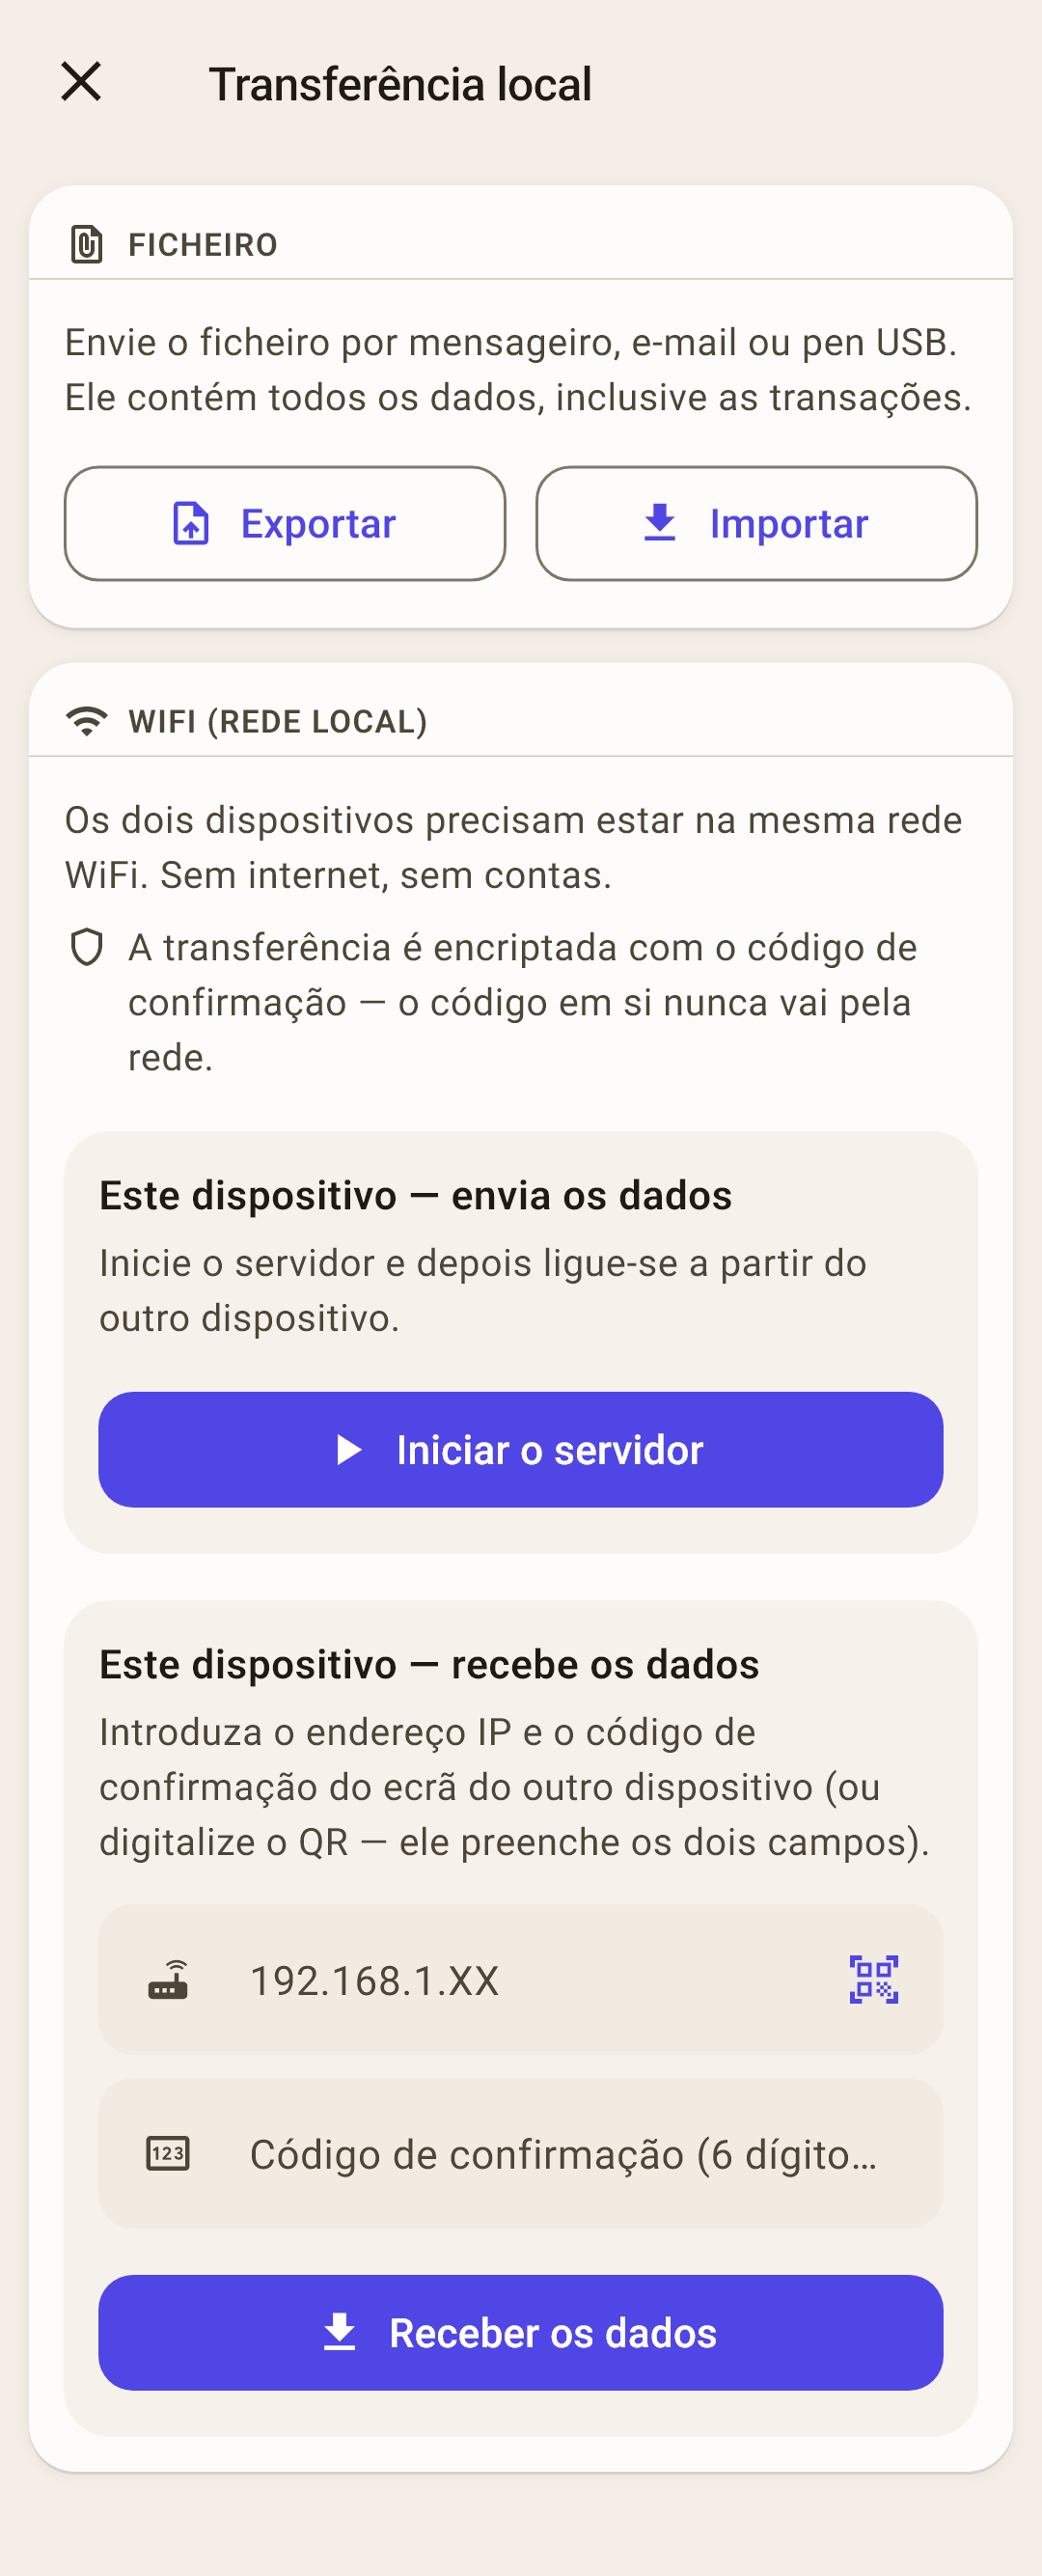 Transferência local
FICHEIRO
Envie o ficheiro por mensageiro, e-mail ou pen USB.
Ele contém todos os dados, inclusive as transações.
Exportar
Importar
WIFI (REDE LOCAL)
Os dois dispositivos precisam estar na mesma rede
WiFi. Sem internet, sem contas.
A transferência é encriptada com o código de
confirmação — o código em si nunca vai pela
rede.
Este dispositivo — envia os dados
Inicie o servidor e depois ligue-se a partir do
outro dispositivo.
Iniciar o servidor
Este dispositivo — recebe os dados
Introduza o endereço IP e o código de
confirmação do ecrã do outro dispositivo (ou
digitalize o QR — ele preenche os dois campos).
192.168.1.XX
123
Código de confirmação (6 dígito…
Receber os dados